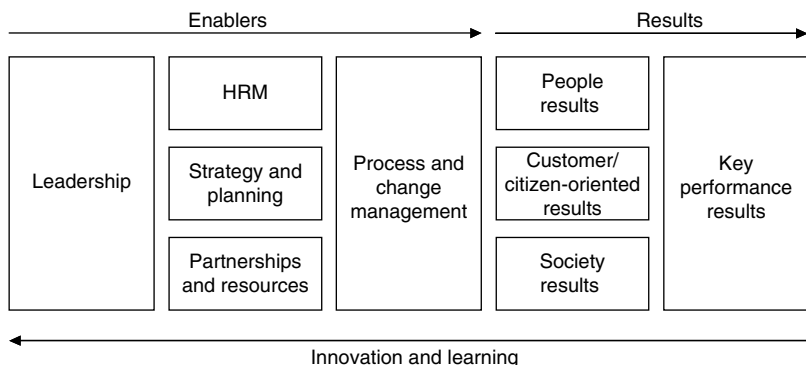 Enablers
Results
Leadership
HRM
Strategy and
planning
Partnerships
and resources
Process and
change
management
People
results
Customer/
citizen-oriented
results
Society
results
Key
performance
results
Innovation and learning